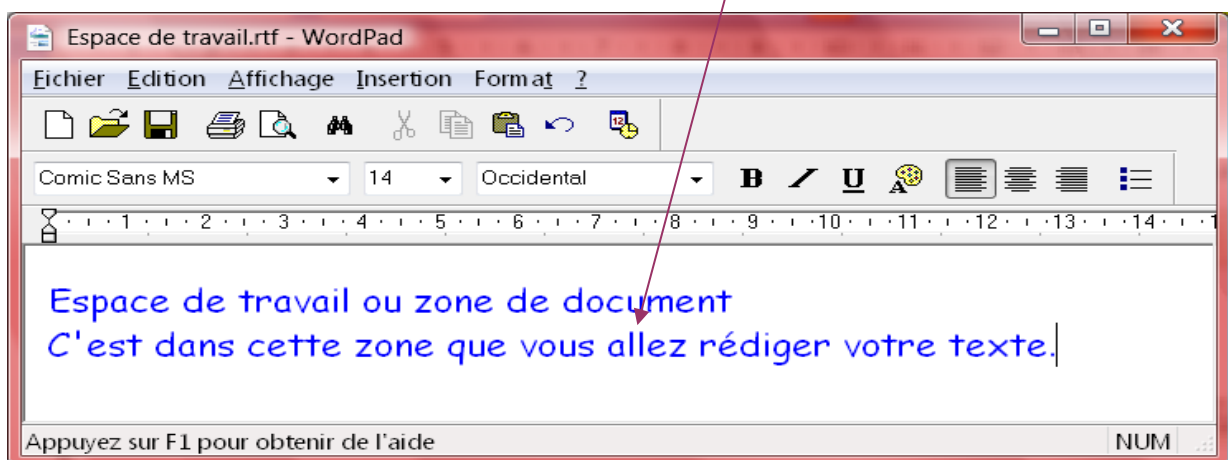 Espace de travail.rtf - WordPad
Fichier Edition Affichage Insertion Format ?
Comic Sans MS 14 Occidental B / U A
1 2 3 4 5 6 7 8 9 10 11 12 13 14 1
Espace de travail ou zone de document
C'est dans cette zone que vous allez rédiger votre texte.
Appuyez sur F1 pour obtenir de l'aide NUM